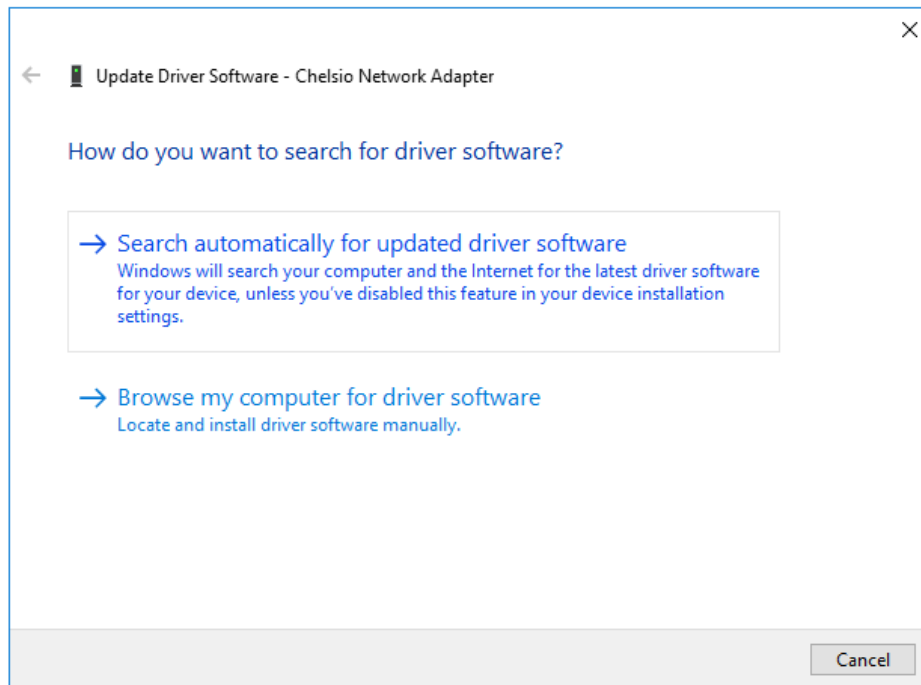 Update Driver Software - Chelsio Network Adapter
How do you want to search for driver software?
Search automatically for updated driver software
Windows will search your computer and the Internet for the latest driver software
for your device, unless you've disabled this feature in your device installation
settings.
Browse my computer for driver software
Locate and install driver software manually.
Cancel